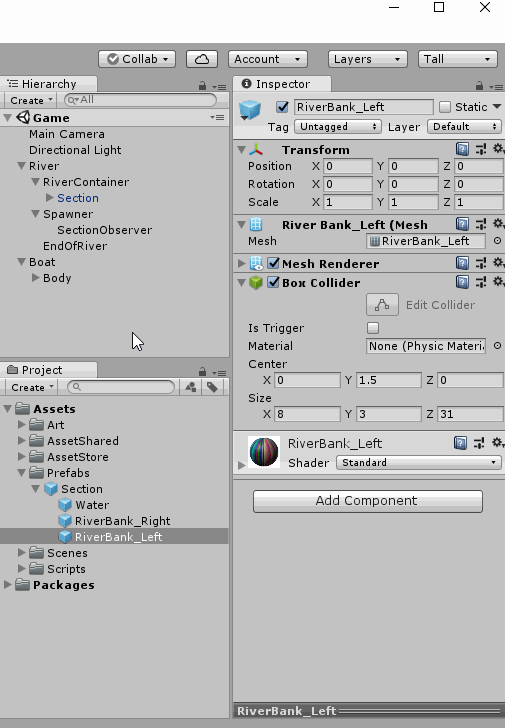 Collab Account Layers Tall
Hierarchy
Create All
Game
Main Camera
Directional Light
River
RiverContainer
Section
Spawner
SectionObserver
EndOfRiver
Boat
Body
Project
Create
Assets
Art
AssetShared
AssetStore
Prefabs
Section
Water
RiverBank_Right
RiverBank_Left
Scenes
Scripts
Packages
Inspector
RiverBank_Left Static
Tag Untagged Layer Default
Transform
Position X 0 Y 0 Z 0
Rotation X 0 Y 0 Z 0
Scale X 1 Y 1 Z 1
River Bank_Left (Mesh
Mesh RiverBank_Left
Mesh Renderer
Box Collider
Edit Collider
Is Trigger
Material None (Physic Materi
Center
X 0 Y 1.5 Z 0
Size
X 8 Y 3 Z 31
RiverBank_Left
Shader Standard
Add Component
RiverBank_Left